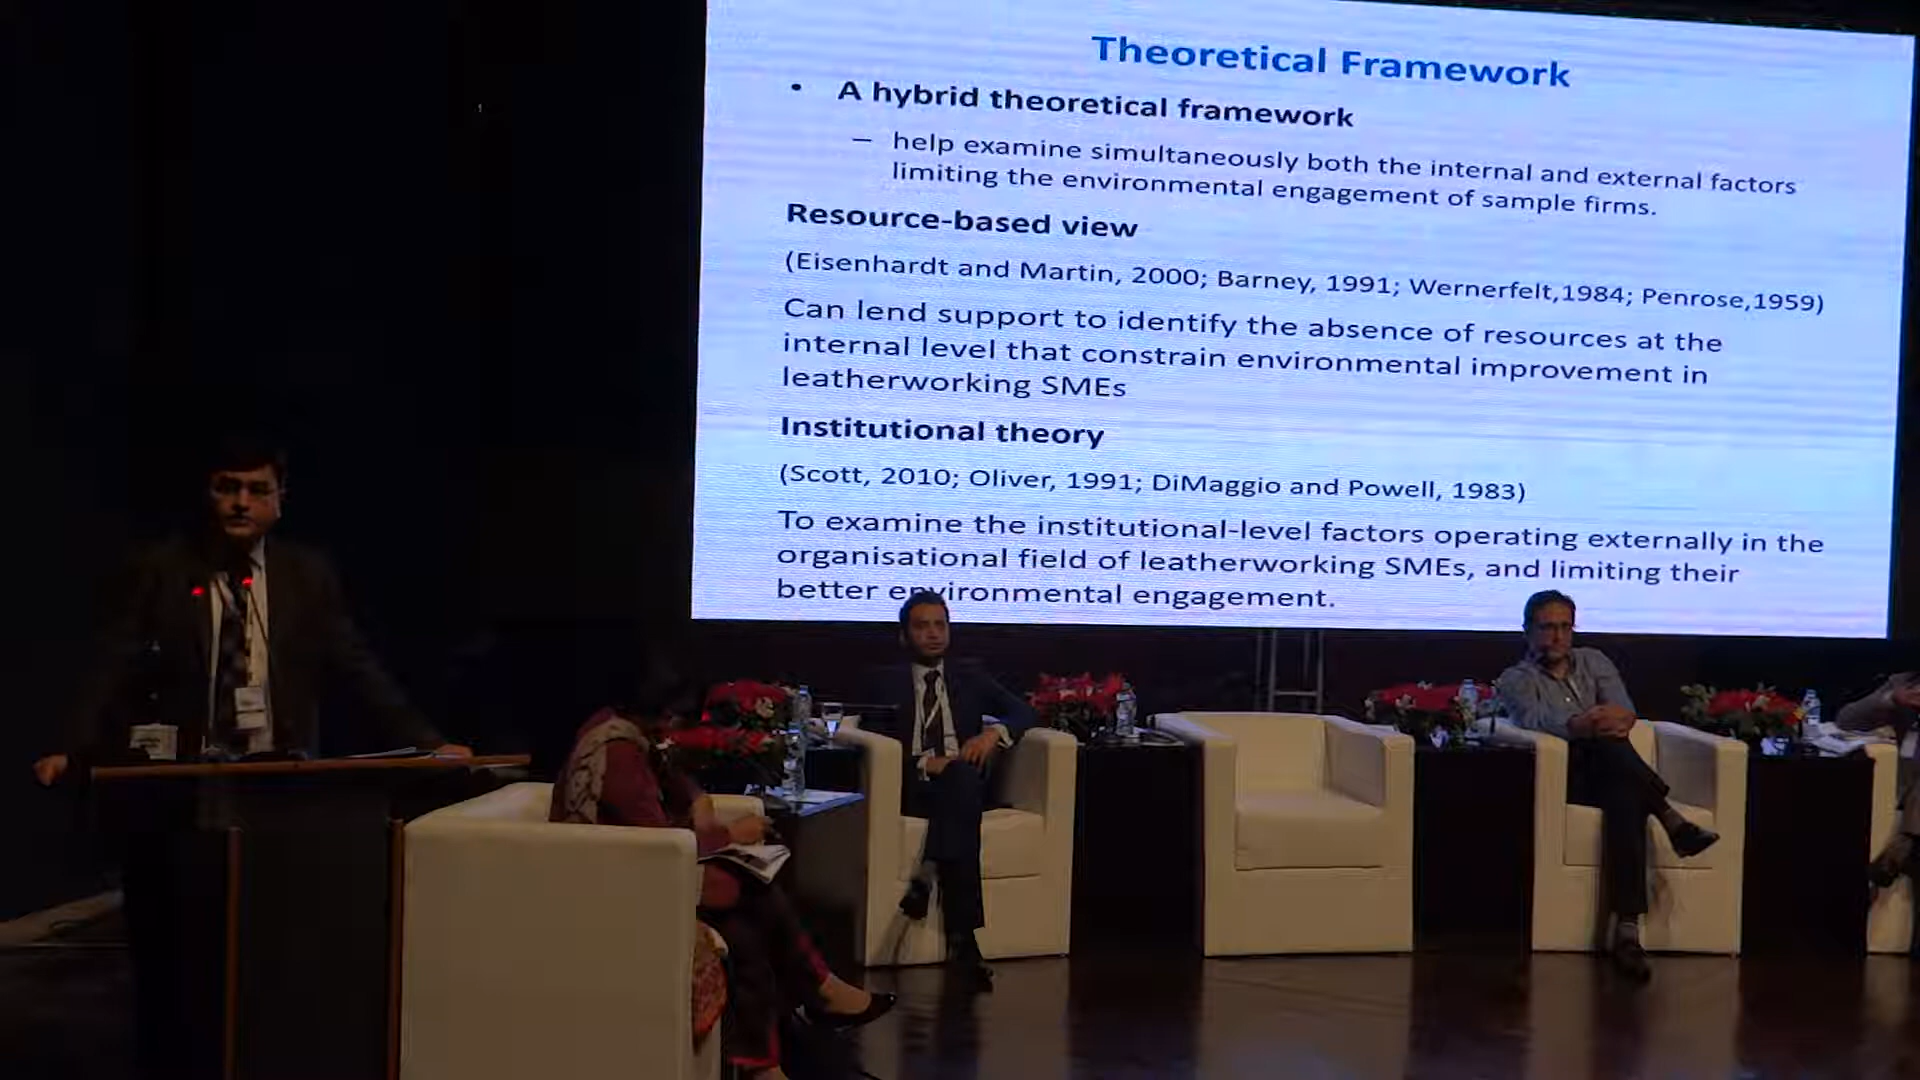 Theoretical Framework
• A hybrid theoretical framework
– help examine simultaneously both the internal and external factors
limiting the environmental engagement of sample firms.
Resource-based view
(Eisenhardt and Martin, 2000; Barney, 1991; Wernerfelt,1984; Penrose,1959)
Can lend support to identify the absence of resources at the
internal level that constrain environmental improvement in
leatherworking SMEs
Institutional theory
(Scott, 2010; Oliver, 1991; DiMaggio and Powell, 1983)
To examine the institutional-level factors operating externally in the
organisational field of leatherworking SMEs, and limiting their
better environmental engagement.